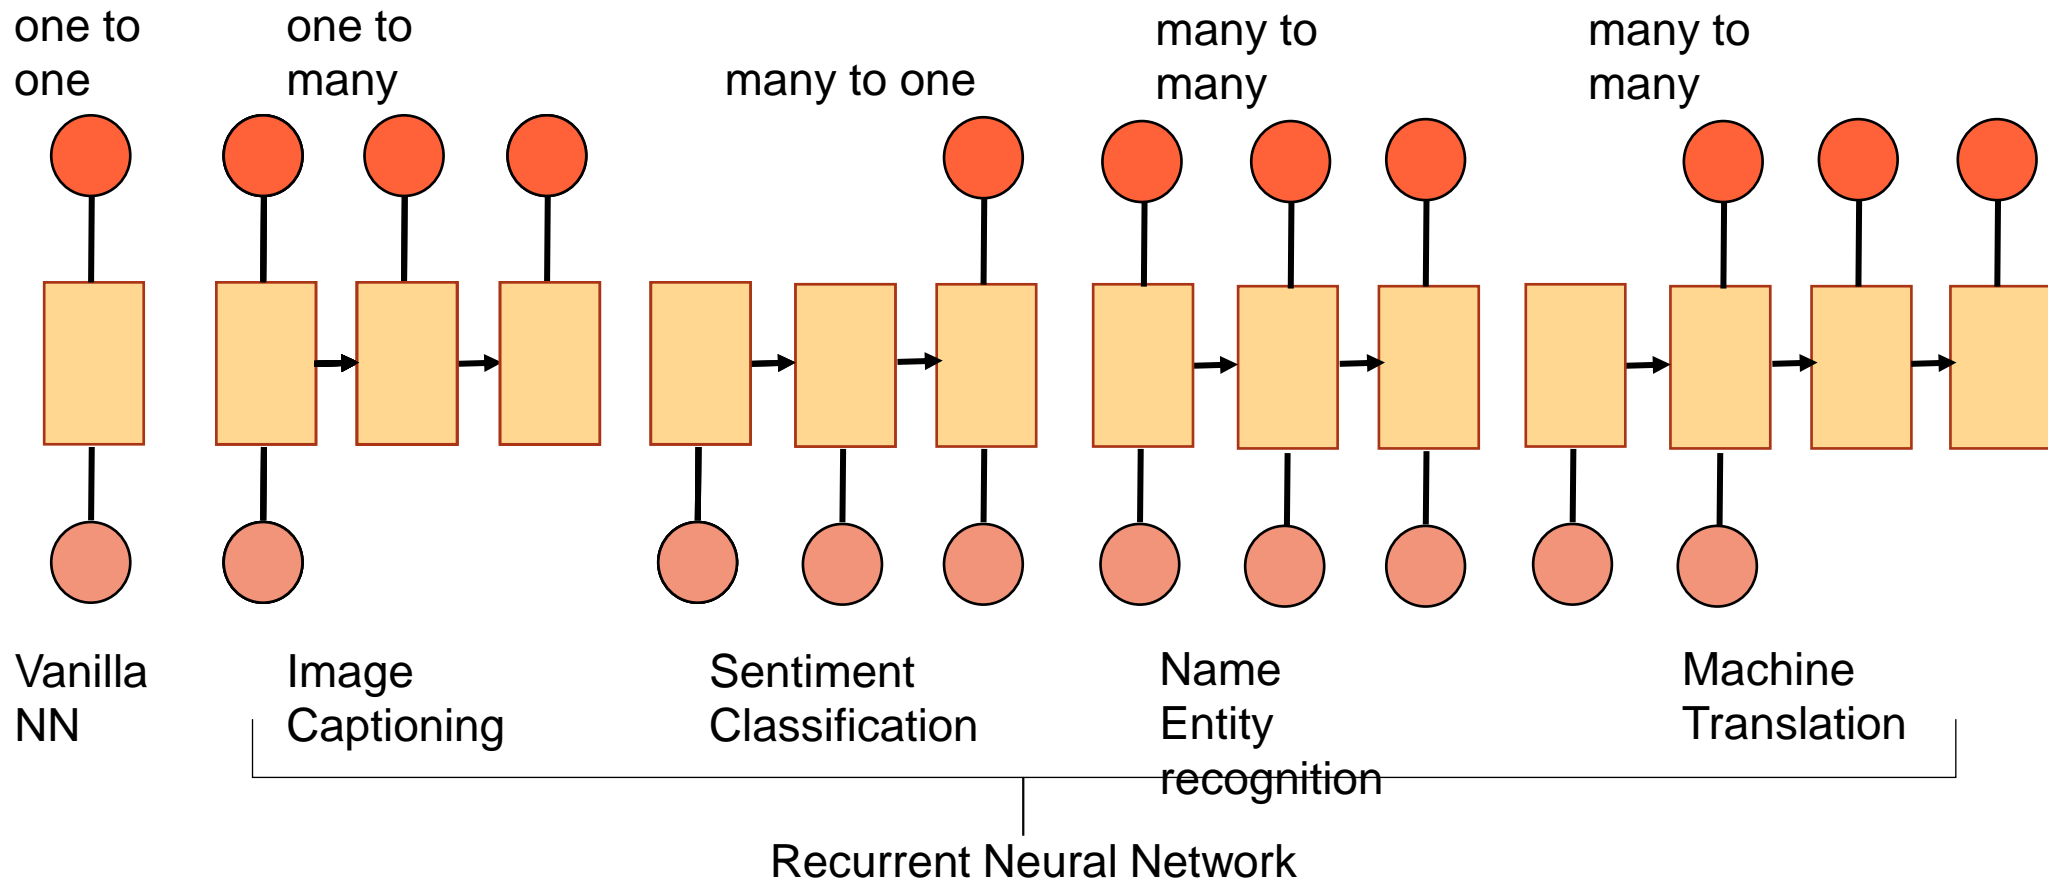 one to
one
one to
many
many to one
many to
many
many to
many
Vanilla
NN
Image
Captioning
Sentiment
Classification
Name
Entity
recognition
Machine
Translation
Recurrent Neural Network